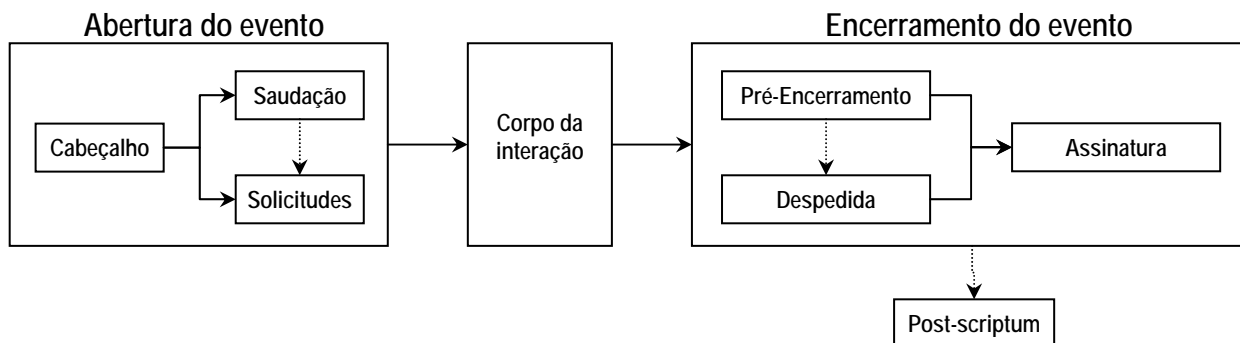 Abertura do evento
Encerramento do evento
Cabeçalho
Saudação
Solicitudes
Corpo da
interação
Pré-Encerramento
Despedida
Assinatura
Post-scriptum